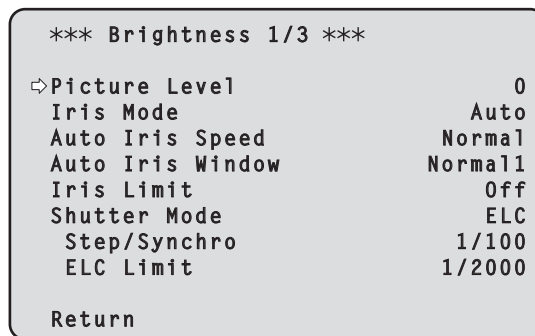 *** Brightness 1/3 ***
⇨Picture Level 0
Iris Mode Auto
Auto Iris Speed Normal
Auto Iris Window Normal1
Iris Limit Off
Shutter Mode ELC
Step/Synchro 1/100
ELC Limit 1/2000
Return